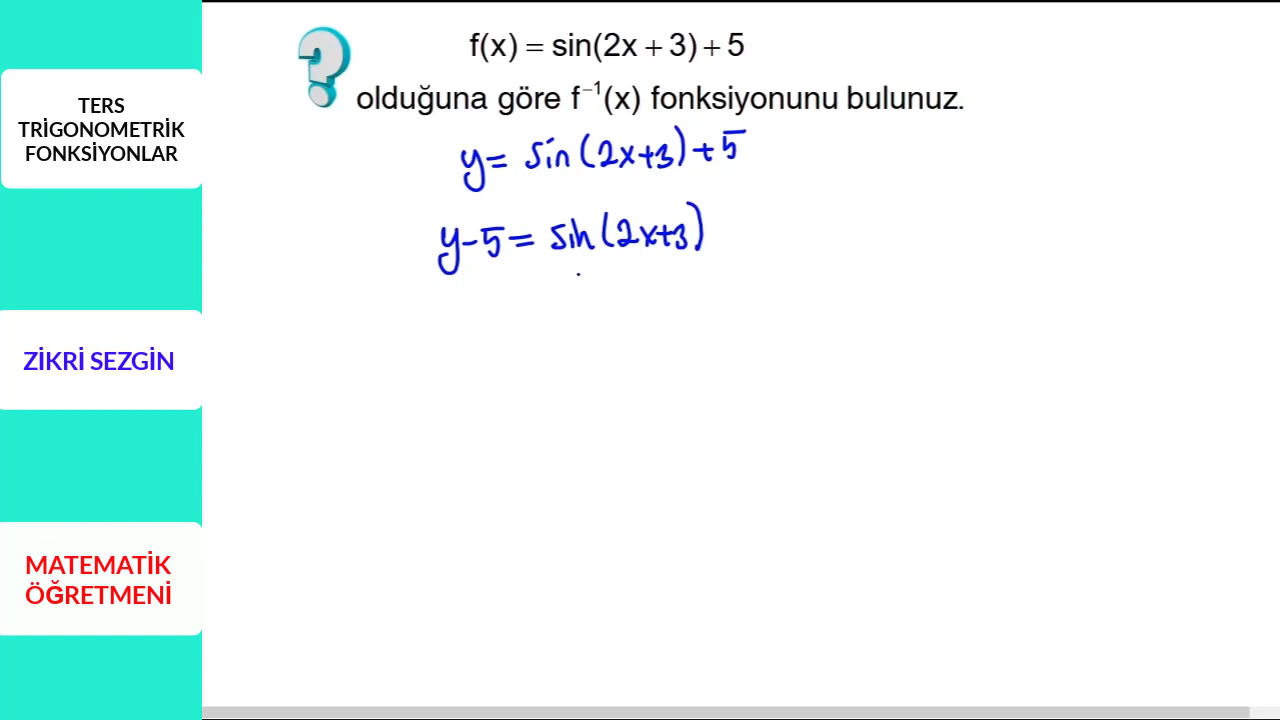 f(x) = sin(2x + 3) + 5
olduğuna göre f⁻¹(x) fonksiyonunu bulunuz.
y = sin(2x+3)+5
y-5 = sin(2x+3)
TERS
TRİGONOMETRİK
FONKSİYONLAR
ZİKRİ SEZGİN
MATEMATİK
ÖĞRETMENİ